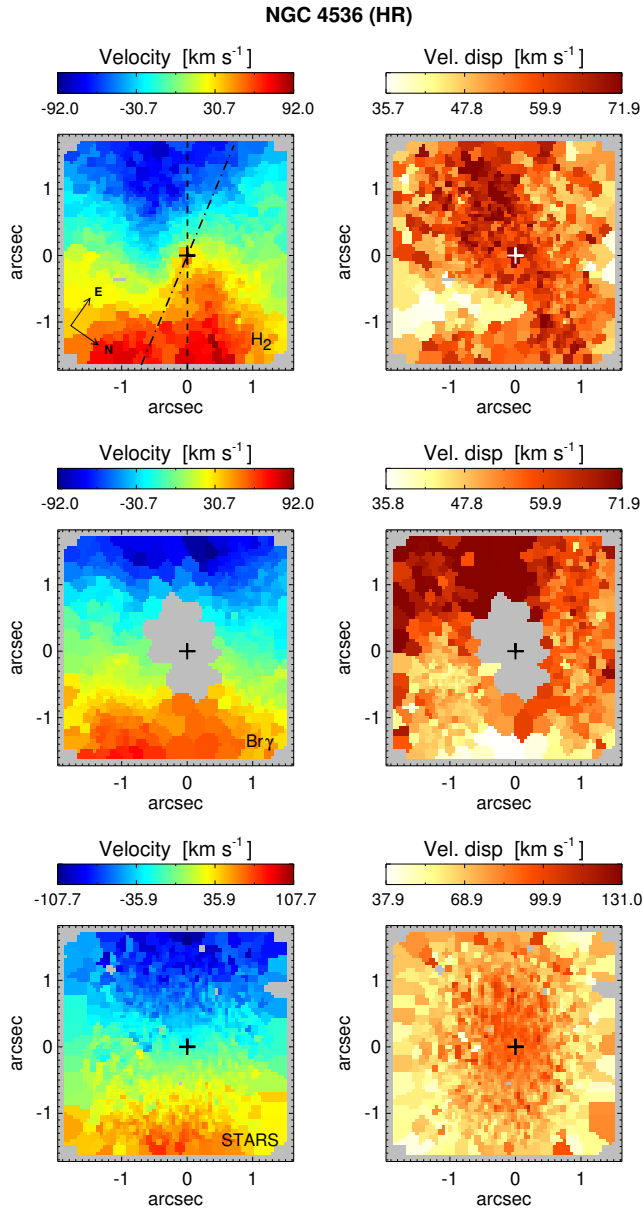 NGC 4536 (HR)
Velocity [km s⁻¹] Vel. disp [km s⁻¹]
-92.0 -30.7 30.7 92.0 35.7 47.8 59.9 71.9
arcsec
1
0
-1
E
N
H₂
-1 0 1
arcsec
arcsec
1
0
-1
-1 0 1
arcsec
Velocity [km s⁻¹] Vel. disp [km s⁻¹]
-92.0 -30.7 30.7 92.0 35.8 47.8 59.9 71.9
arcsec
1
0
-1
Brγ
-1 0 1
arcsec
arcsec
1
0
-1
-1 0 1
arcsec
Velocity [km s⁻¹] Vel. disp [km s⁻¹]
-107.7 -35.9 35.9 107.7 37.9 68.9 99.9 131.0
arcsec
1
0
-1
STARS
-1 0 1
arcsec
arcsec
1
0
-1
-1 0 1
arcsec